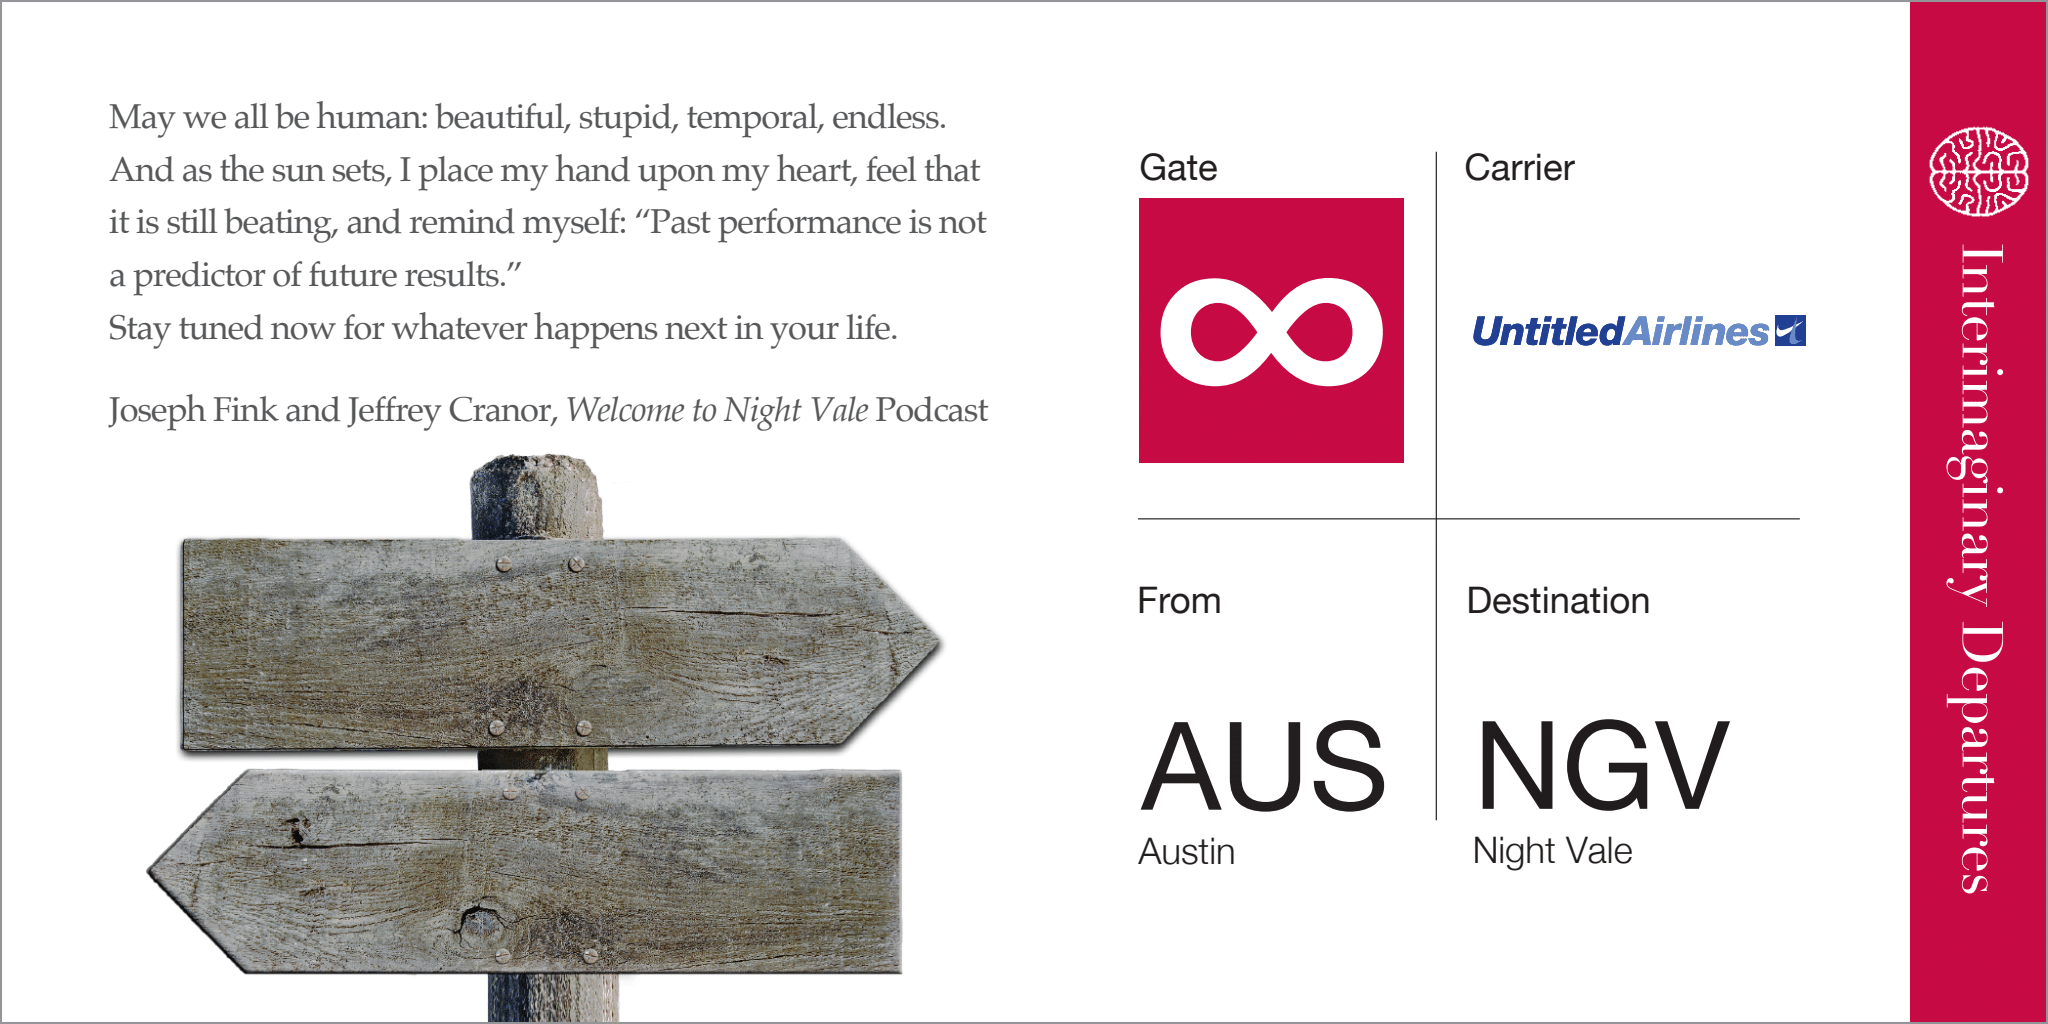 May we all be human: beautiful, stupid, temporal, endless.
And as the sun sets, I place my hand upon my heart, feel that
it is still beating, and remind myself: “Past performance is not
a predictor of future results.”
Stay tuned now for whatever happens next in your life.
Joseph Fink and Jeffrey Cranor, Welcome to Night Vale Podcast
Gate
∞
Carrier
UntitledAirlines
From
AUS
Austin
Destination
NGV
Night Vale
Interimaginary Departures